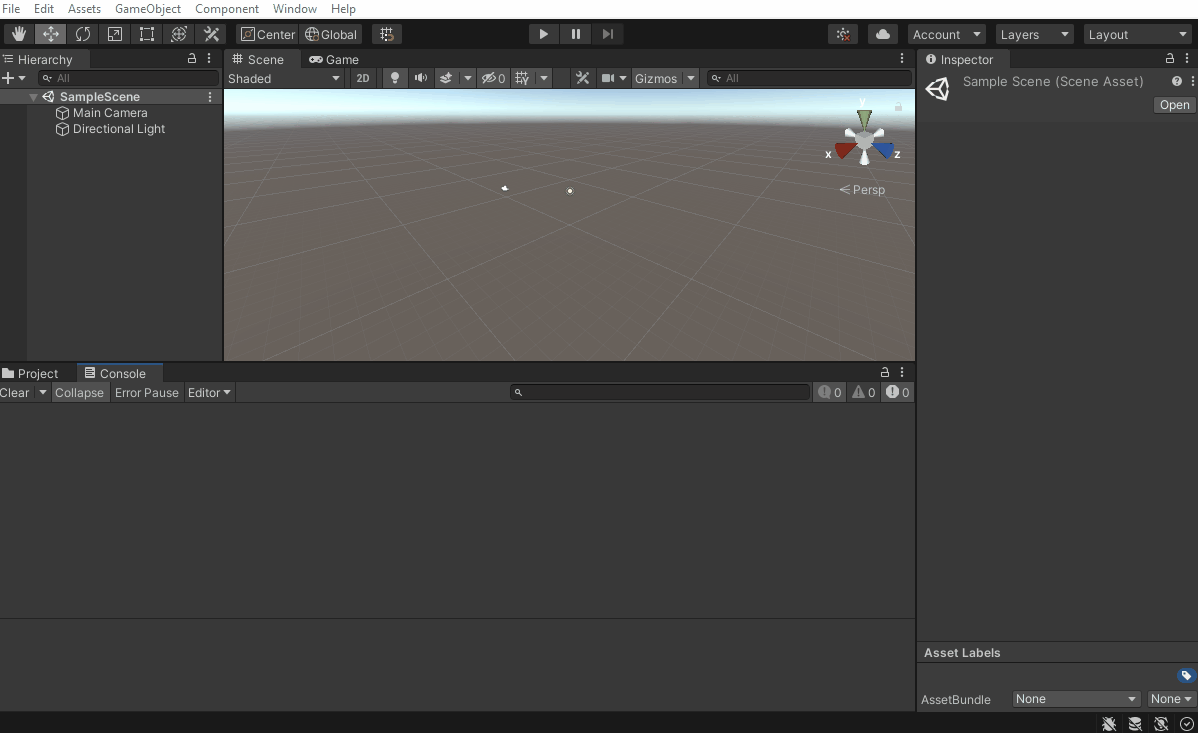 File Edit Assets GameObject Component Window Help
Center Global Account Layers Layout
Hierarchy
All
SampleScene
Main Camera
Directional Light
Scene Game
Shaded 2D 0 Gizmos All
y
x z
Persp
Inspector
Sample Scene (Scene Asset)
Open
Project Console
Clear Collapse Error Pause Editor 0 0 0
Asset Labels
AssetBundle None None